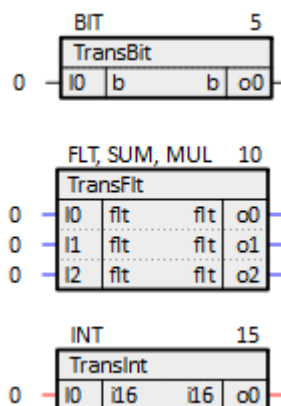 BIT 5
TransBit
0 I0 b b o0
FLT, SUM, MUL 10
TransFlt
0 I0 flt flt o0
0 I1 flt flt o1
0 I2 flt flt o2
INT 15
TransInt
0 I0 i16 i16 o0